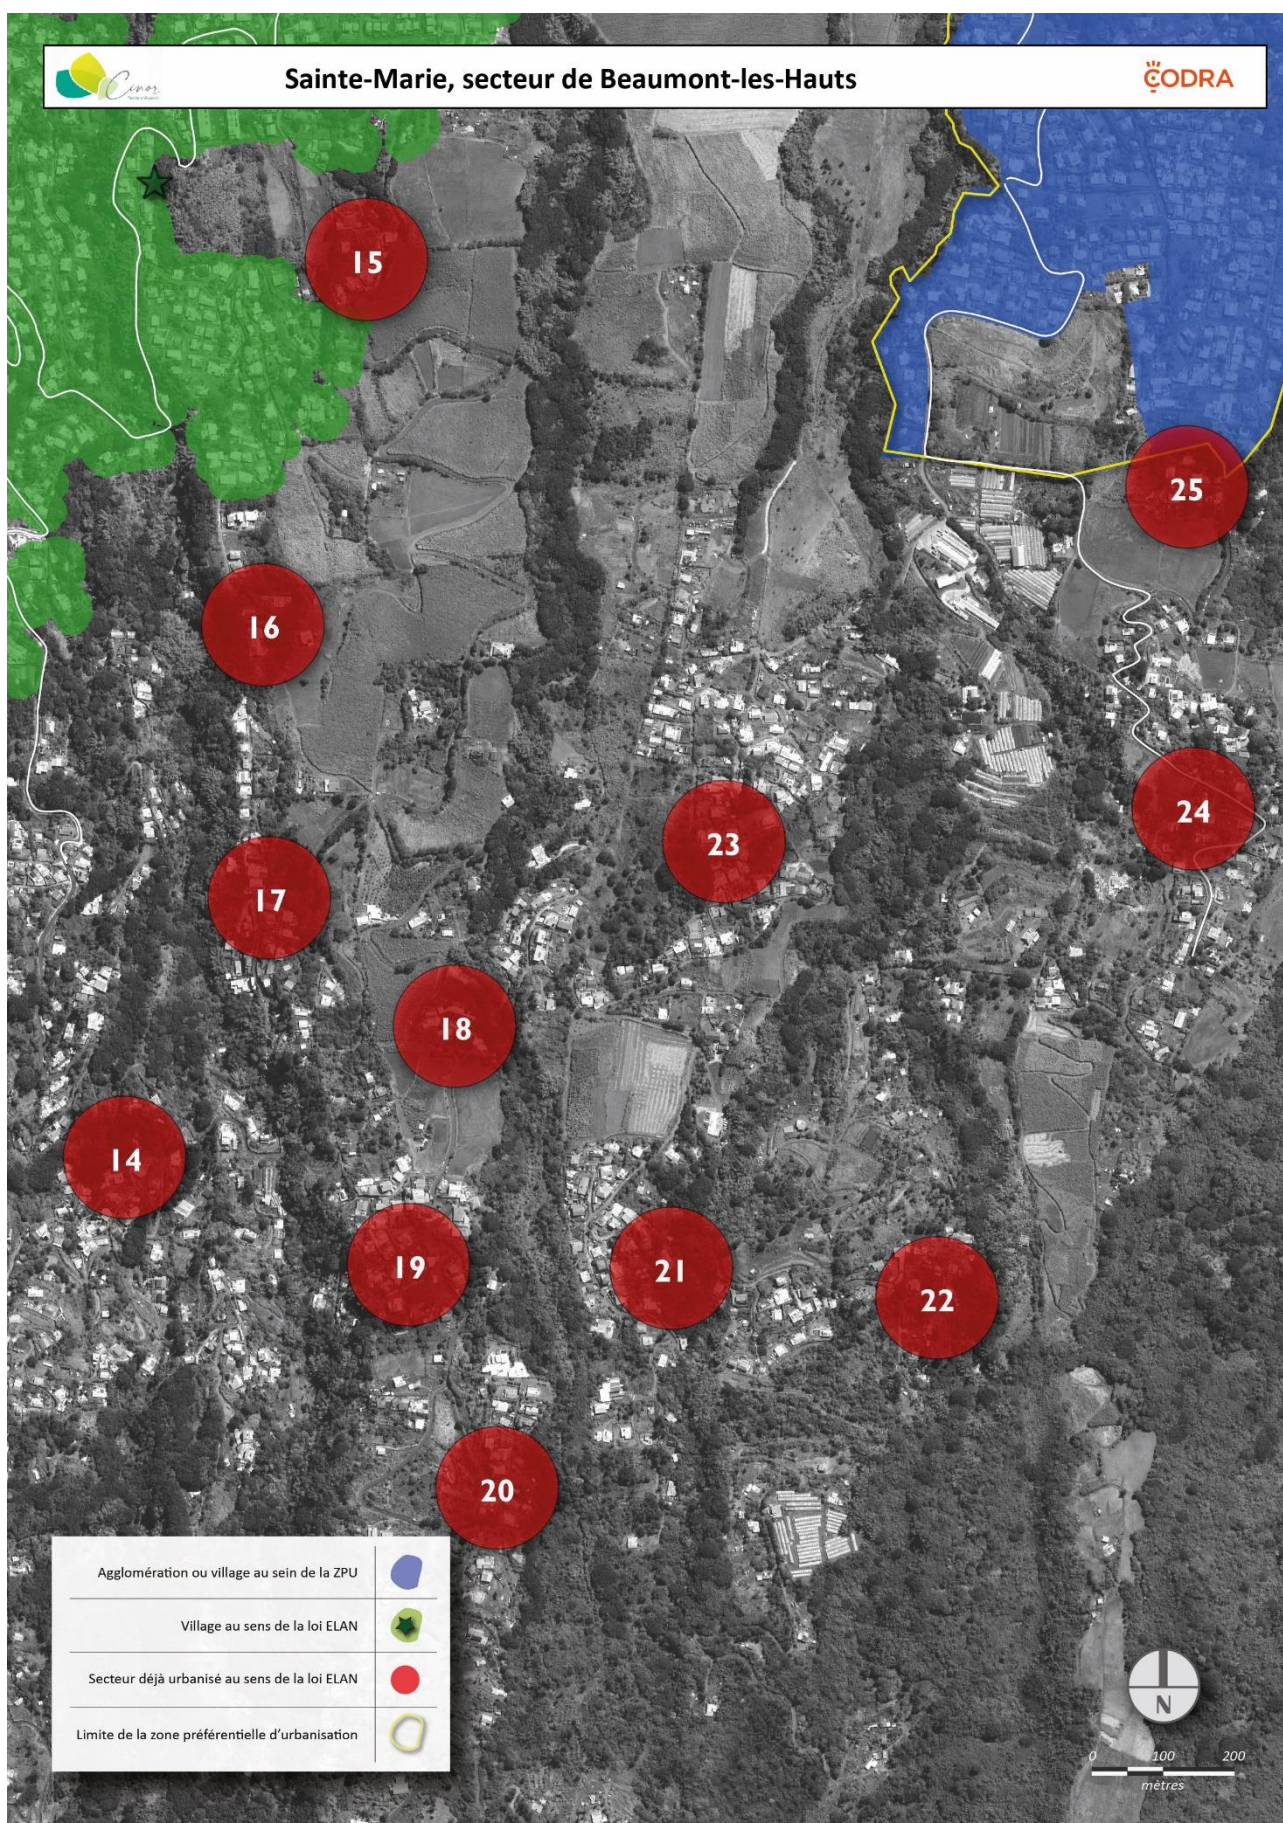 Cinor
Sainte-Marie, secteur de Beaumont-les-Hauts
CODRA
15
25
16
24
23
17
18
14
19
21
22
20
Agglomération ou village au sein de la ZPU
Village au sens de la loi ELAN
Secteur déjà urbanisé au sens de la loi ELAN
Limite de la zone préférentielle d'urbanisation
N
0 100 200
mètres